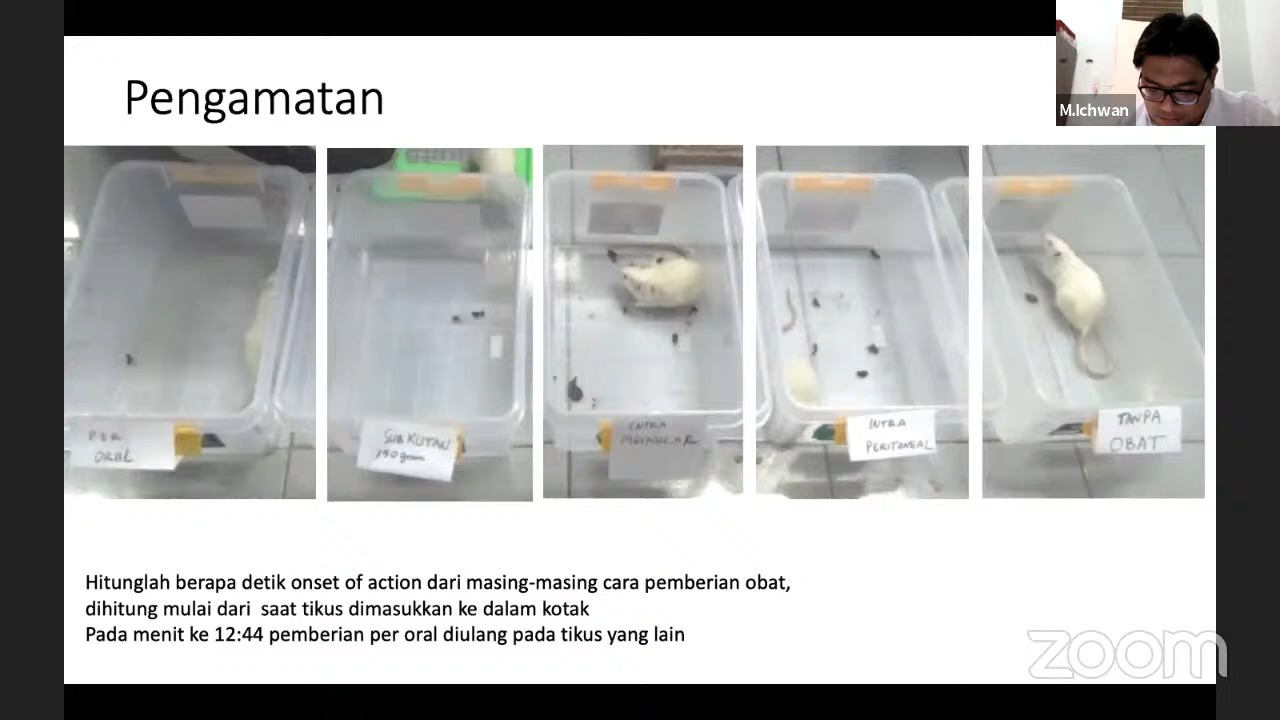 Pengamatan
M.Ichwan
PER
ORAL
SUBKUTAN
190 gram
INTRA
MUSKULAR
INTRA
PERITONEAL
TANPA
OBAT
Hitunglah berapa detik onset of action dari masing-masing cara pemberian obat,
dihitung mulai dari saat tikus dimasukkan ke dalam kotak
Pada menit ke 12:44 pemberian per oral diulang pada tikus yang lain
zoom